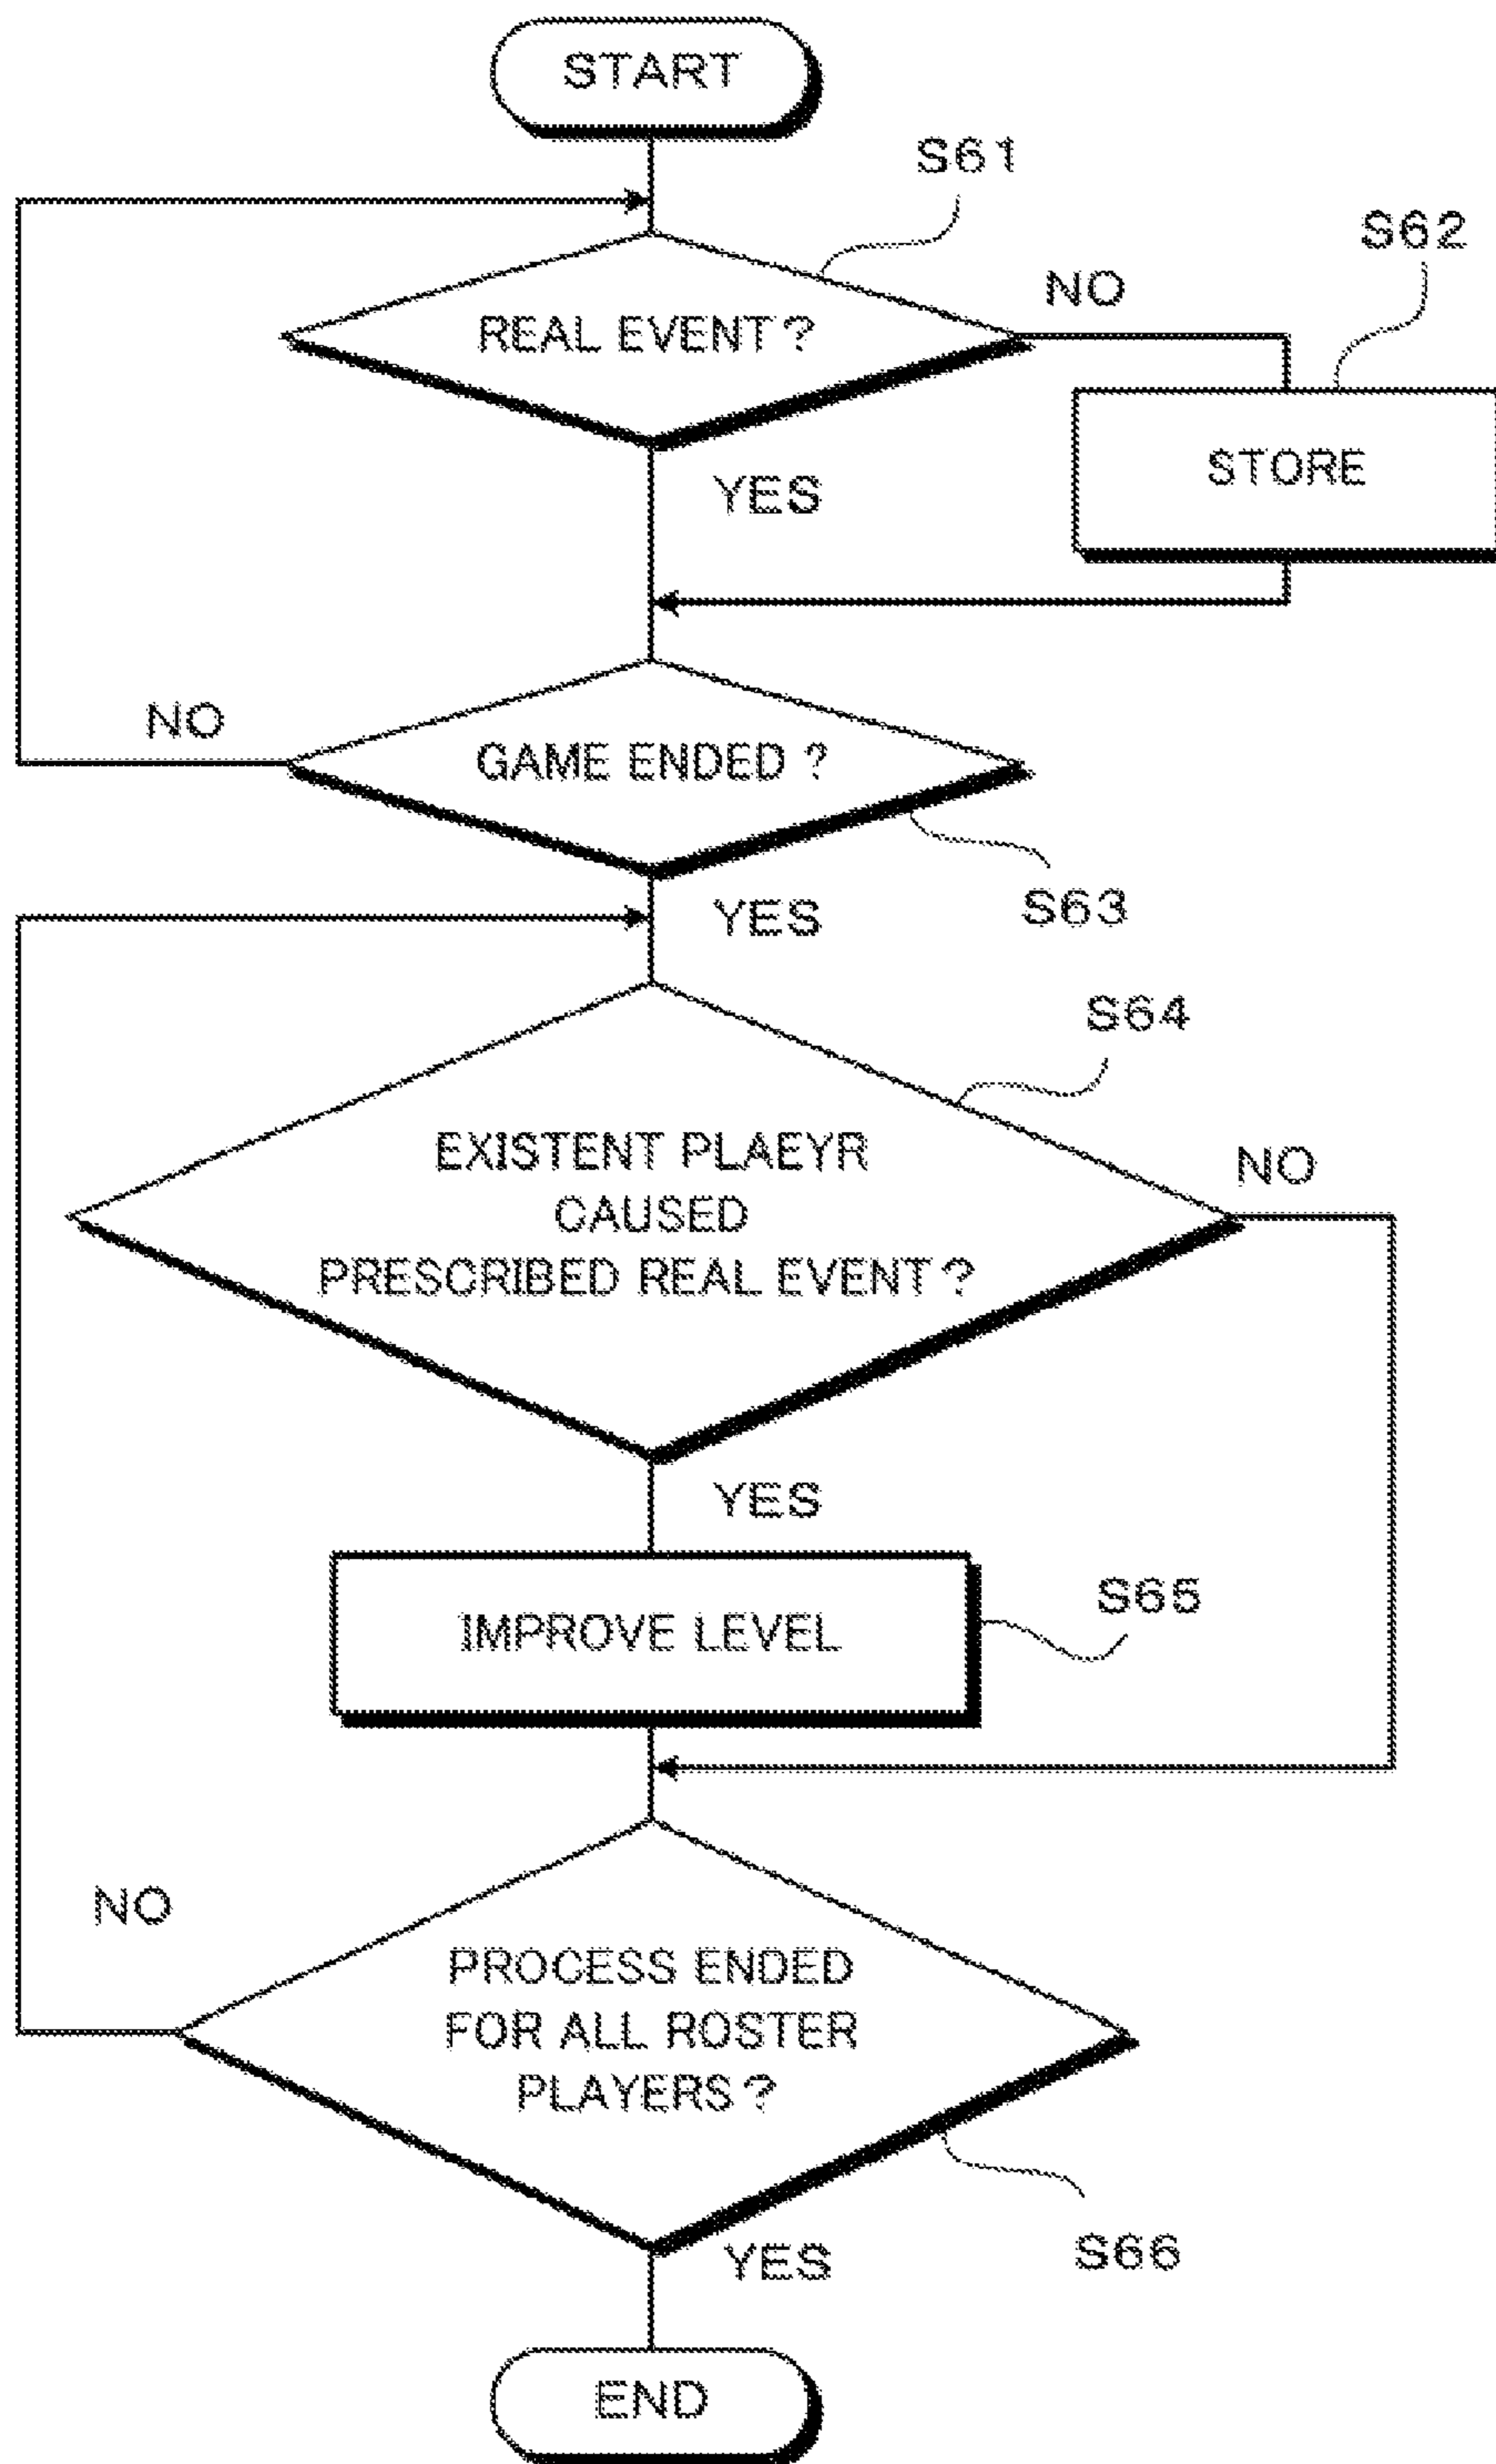 START
S61
S62
NO
REAL EVENT?
STORE
YES
NO
GAME ENDED ?
YES
S63
S64
EXISTENT PLAEYR
CAUSED
PRESCRIBED REAL EVENT?
NO
YES
S65
IMPROVE LEVEL
NO
PROCESS ENDED
FOR ALL ROSTER
PLAYERS?
S66
YES
END